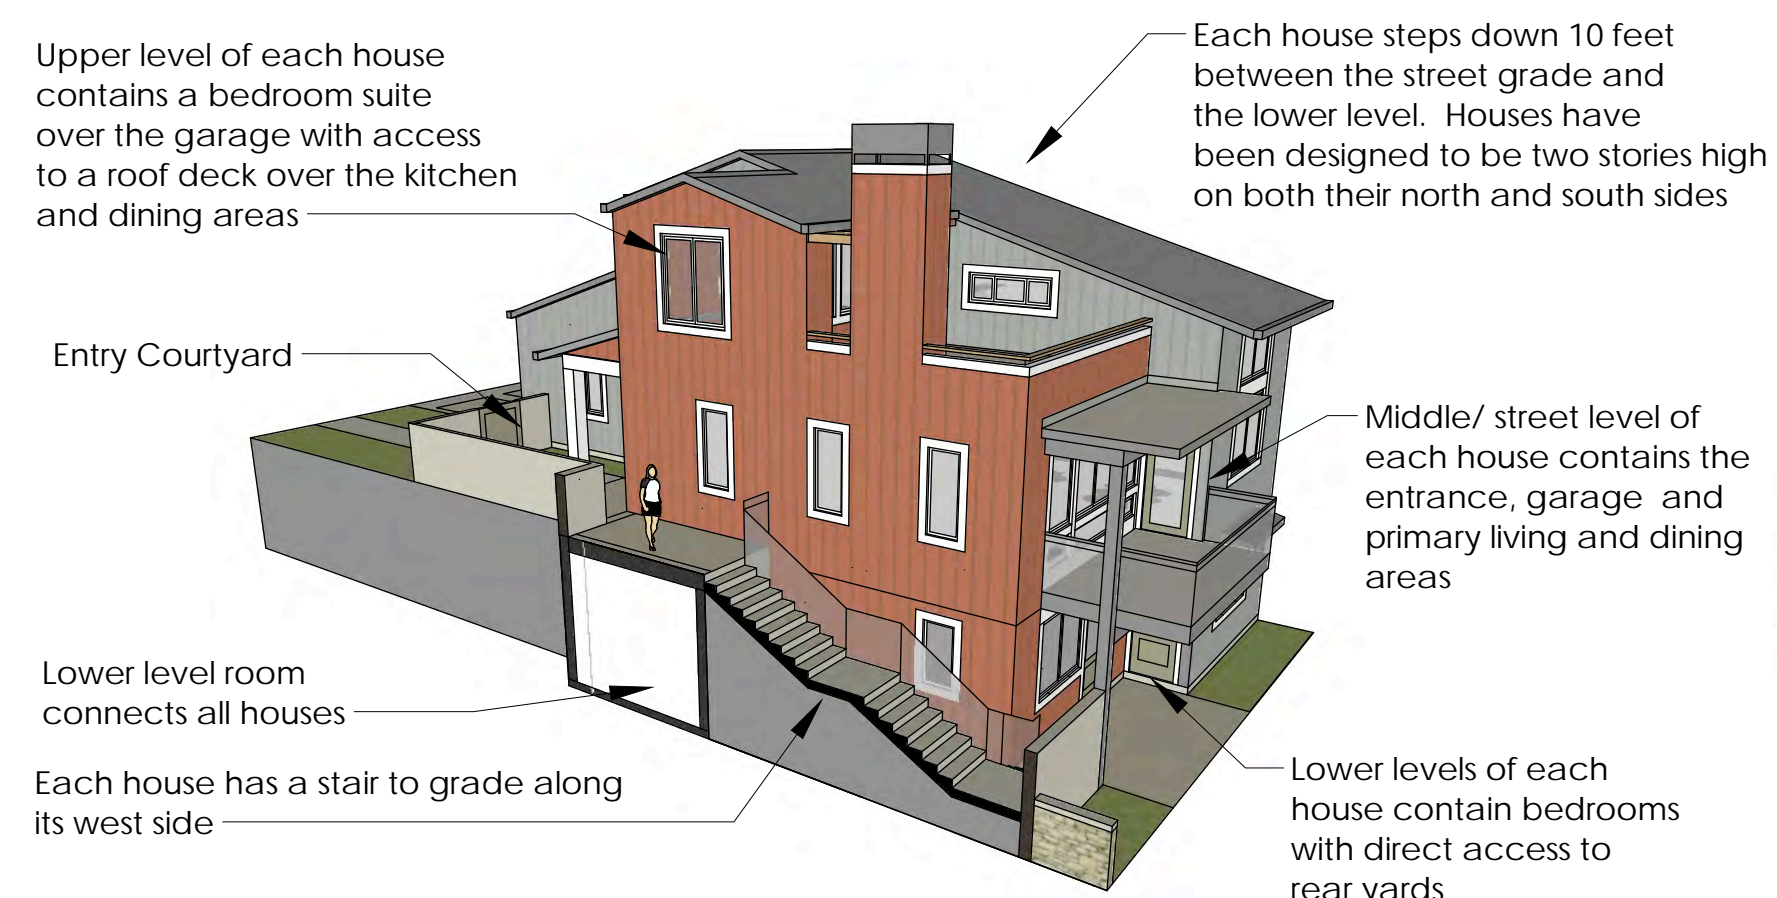 Upper level of each house
contains a bedroom suite
over the garage with access
to a roof deck over the kitchen
and dining areas
Each house steps down 10 feet
between the street grade and
the lower level.  Houses have
been designed to be two stories high
on both their north and south sides
Entry Courtyard
Middle/ street level of
each house contains the
entrance, garage  and
primary living and dining
areas
Lower level room
connects all houses
Each house has a stair to grade along
its west side
Lower levels of each
house contain bedrooms
with direct access to
rear yards